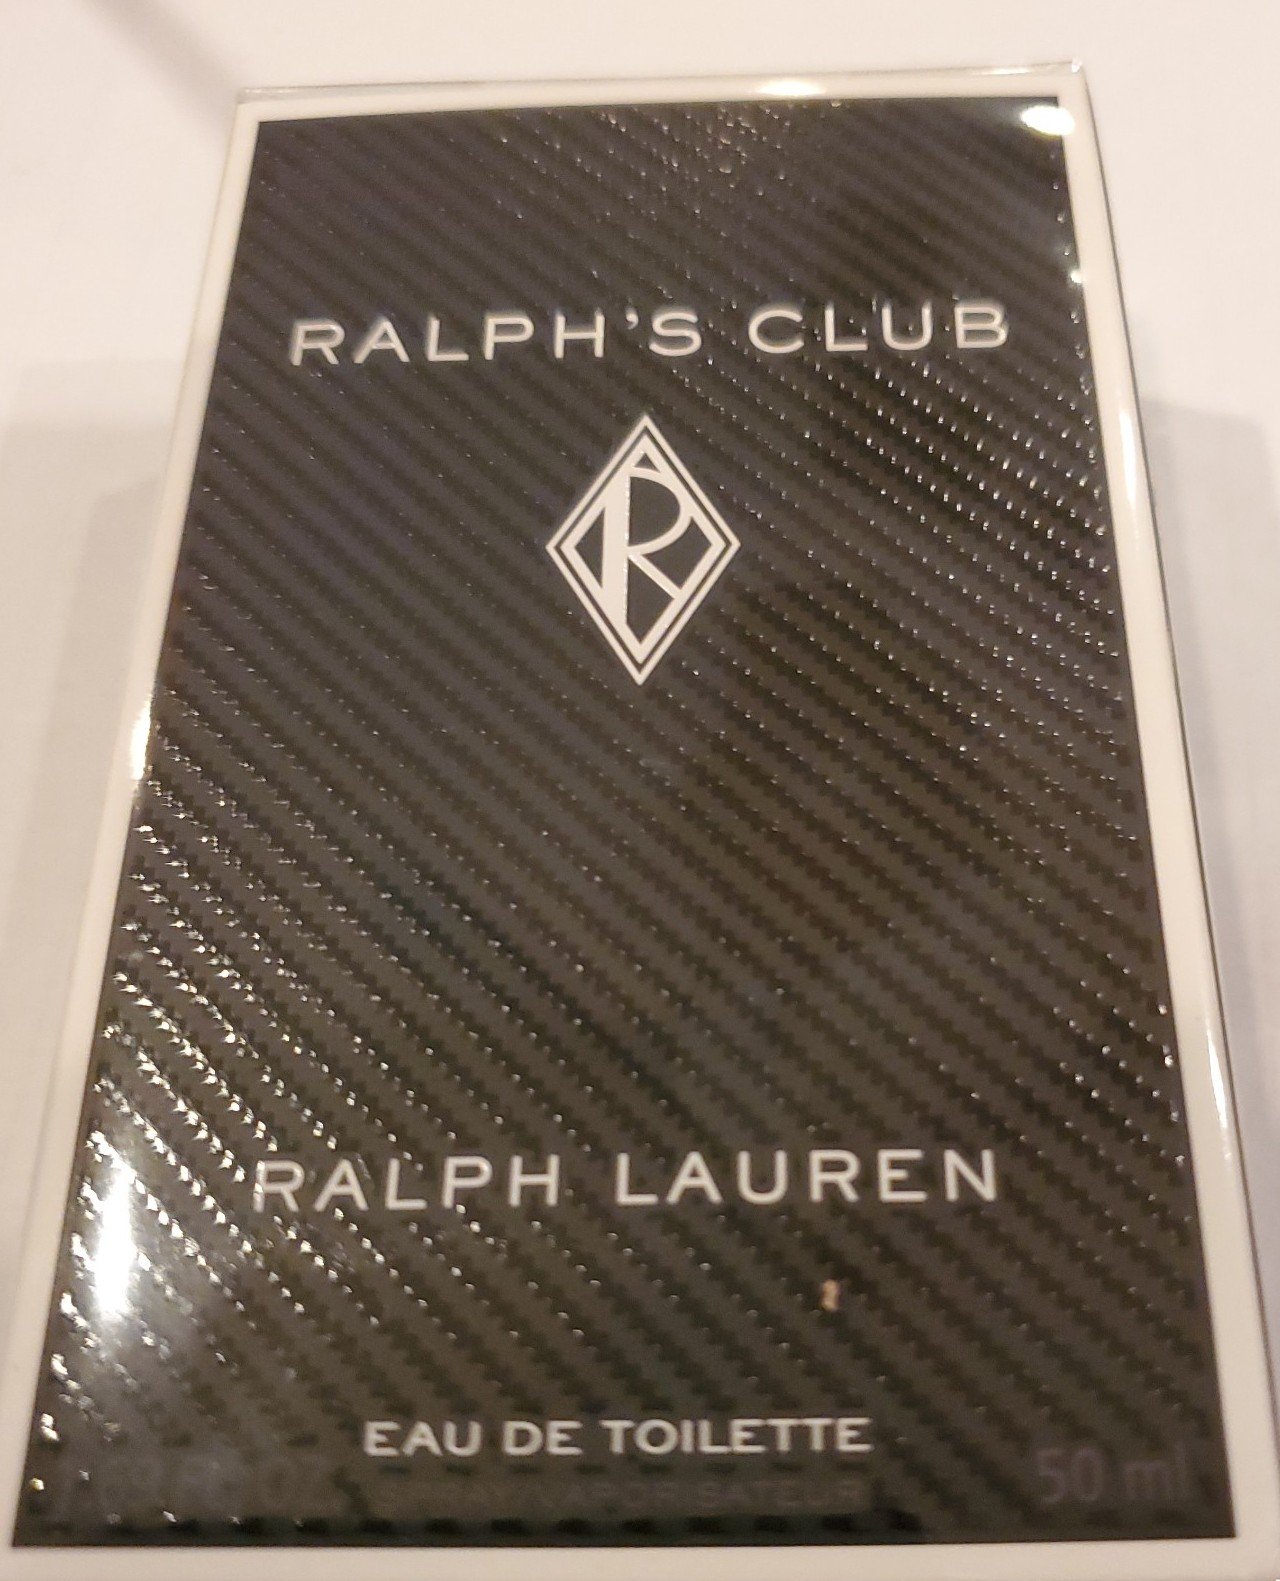 RALPH'S CLUB
R
RALPH LAUREN
EAU DE TOILETTE
50 ml